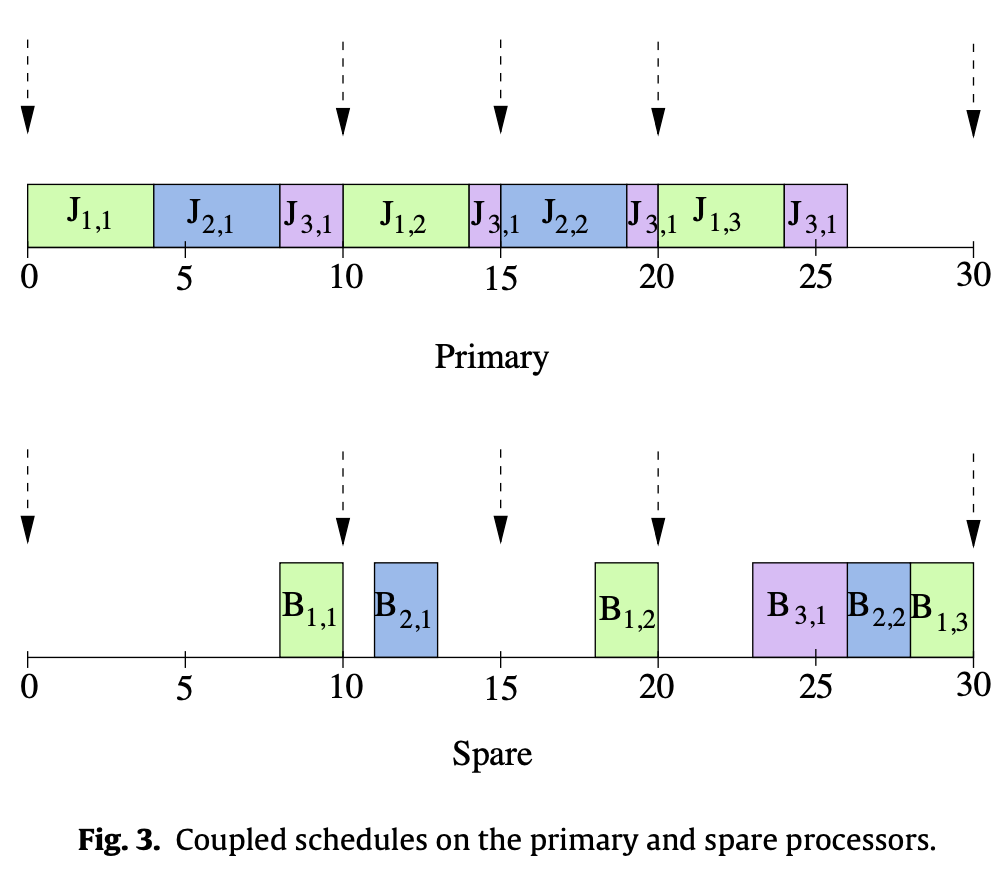 J1,1 J2,1 J3,1 J1,2 J3,1 J2,2 J3,1 J1,3 J3,1
0 5 10 15 20 25 30
Primary
B1,1 B2,1 B1,2 B3,1 B2,2 B1,3
0 5 10 15 20 25 30
Spare
Fig. 3. Coupled schedules on the primary and spare processors.